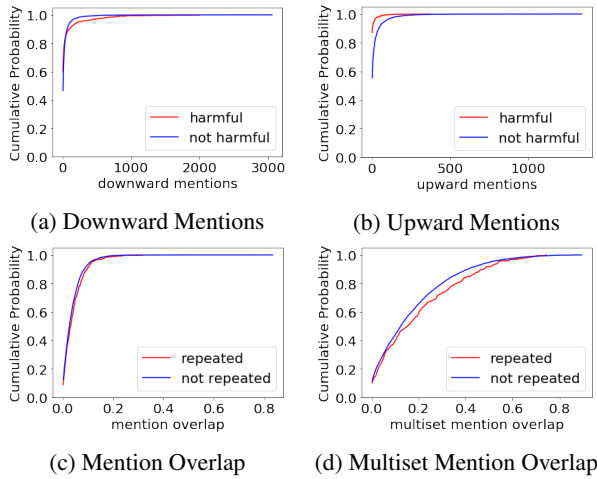 Cumulative Probability
1.0
0.8
0.6
0.4
0.2
0.0
harmful
not harmful
0 1000 2000 3000
downward mentions
(a) Downward Mentions
Cumulative Probability
1.0
0.8
0.6
0.4
0.2
0.0
harmful
not harmful
0 500 1000
upward mentions
(b) Upward Mentions
Cumulative Probability
1.0
0.8
0.6
0.4
0.2
0.0
repeated
not repeated
0.0 0.2 0.4 0.6 0.8
mention overlap
(c) Mention Overlap
Cumulative Probability
1.0
0.8
0.6
0.4
0.2
0.0
repeated
not repeated
0.0 0.2 0.4 0.6 0.8
multiset mention overlap
(d) Multiset Mention Overlap